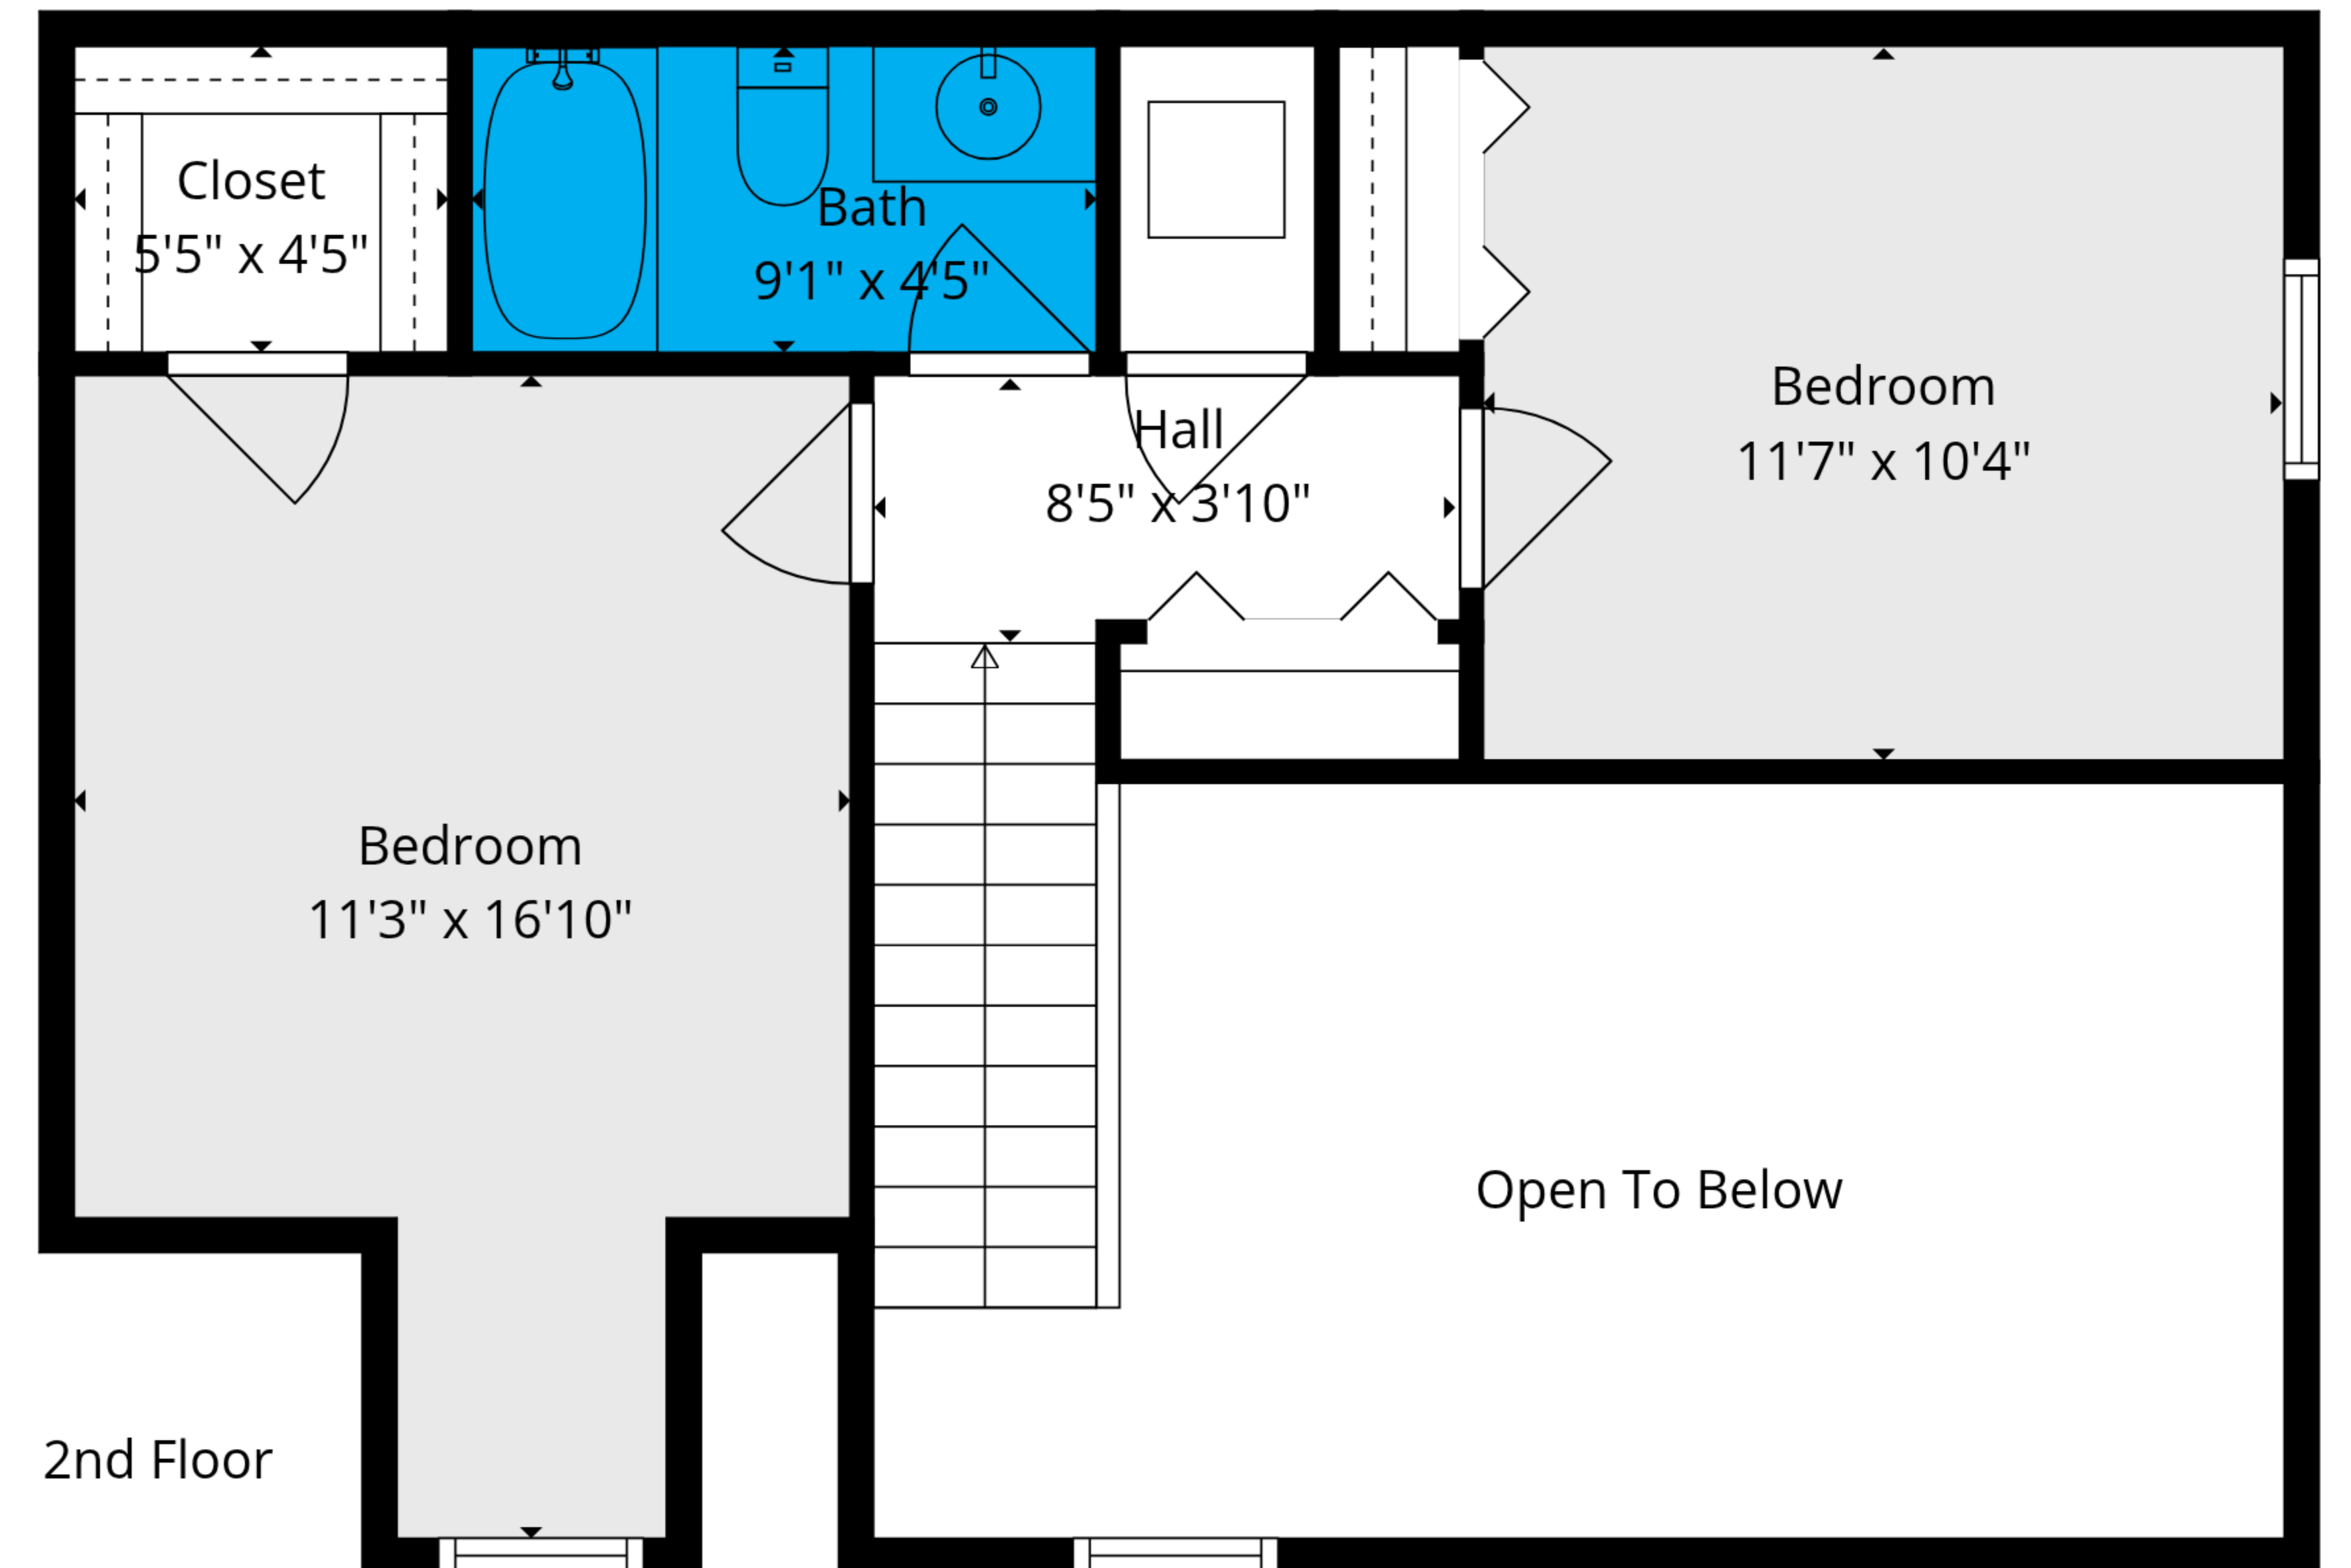 Closet
5'5" x 4'5"
Bath
9'1" x 4'5"
Hall
8'5" x 3'10"
Bedroom
11'7" x 10'4"
Bedroom
11'3" x 16'10"
Open To Below
2nd Floor